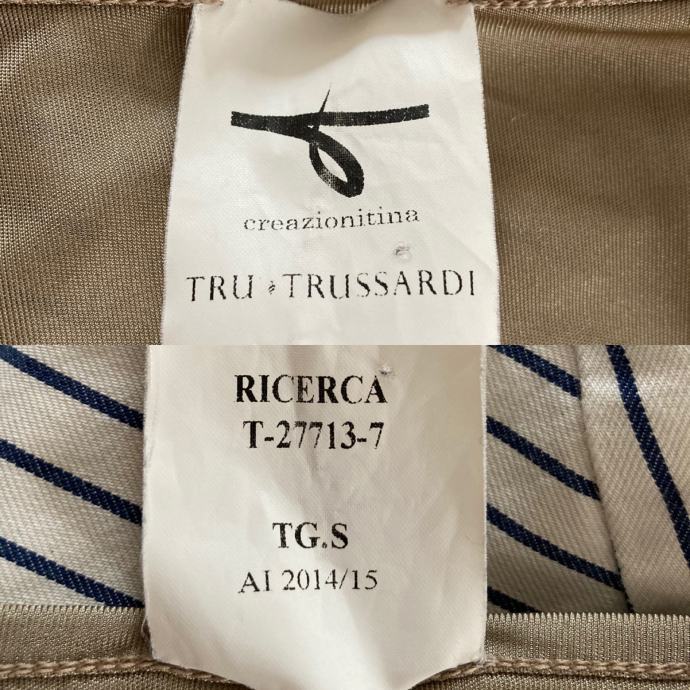 creazionitina
TRU TRUSSARDI
RICERCA
T-27713-7
TG.S
AI 2014/15